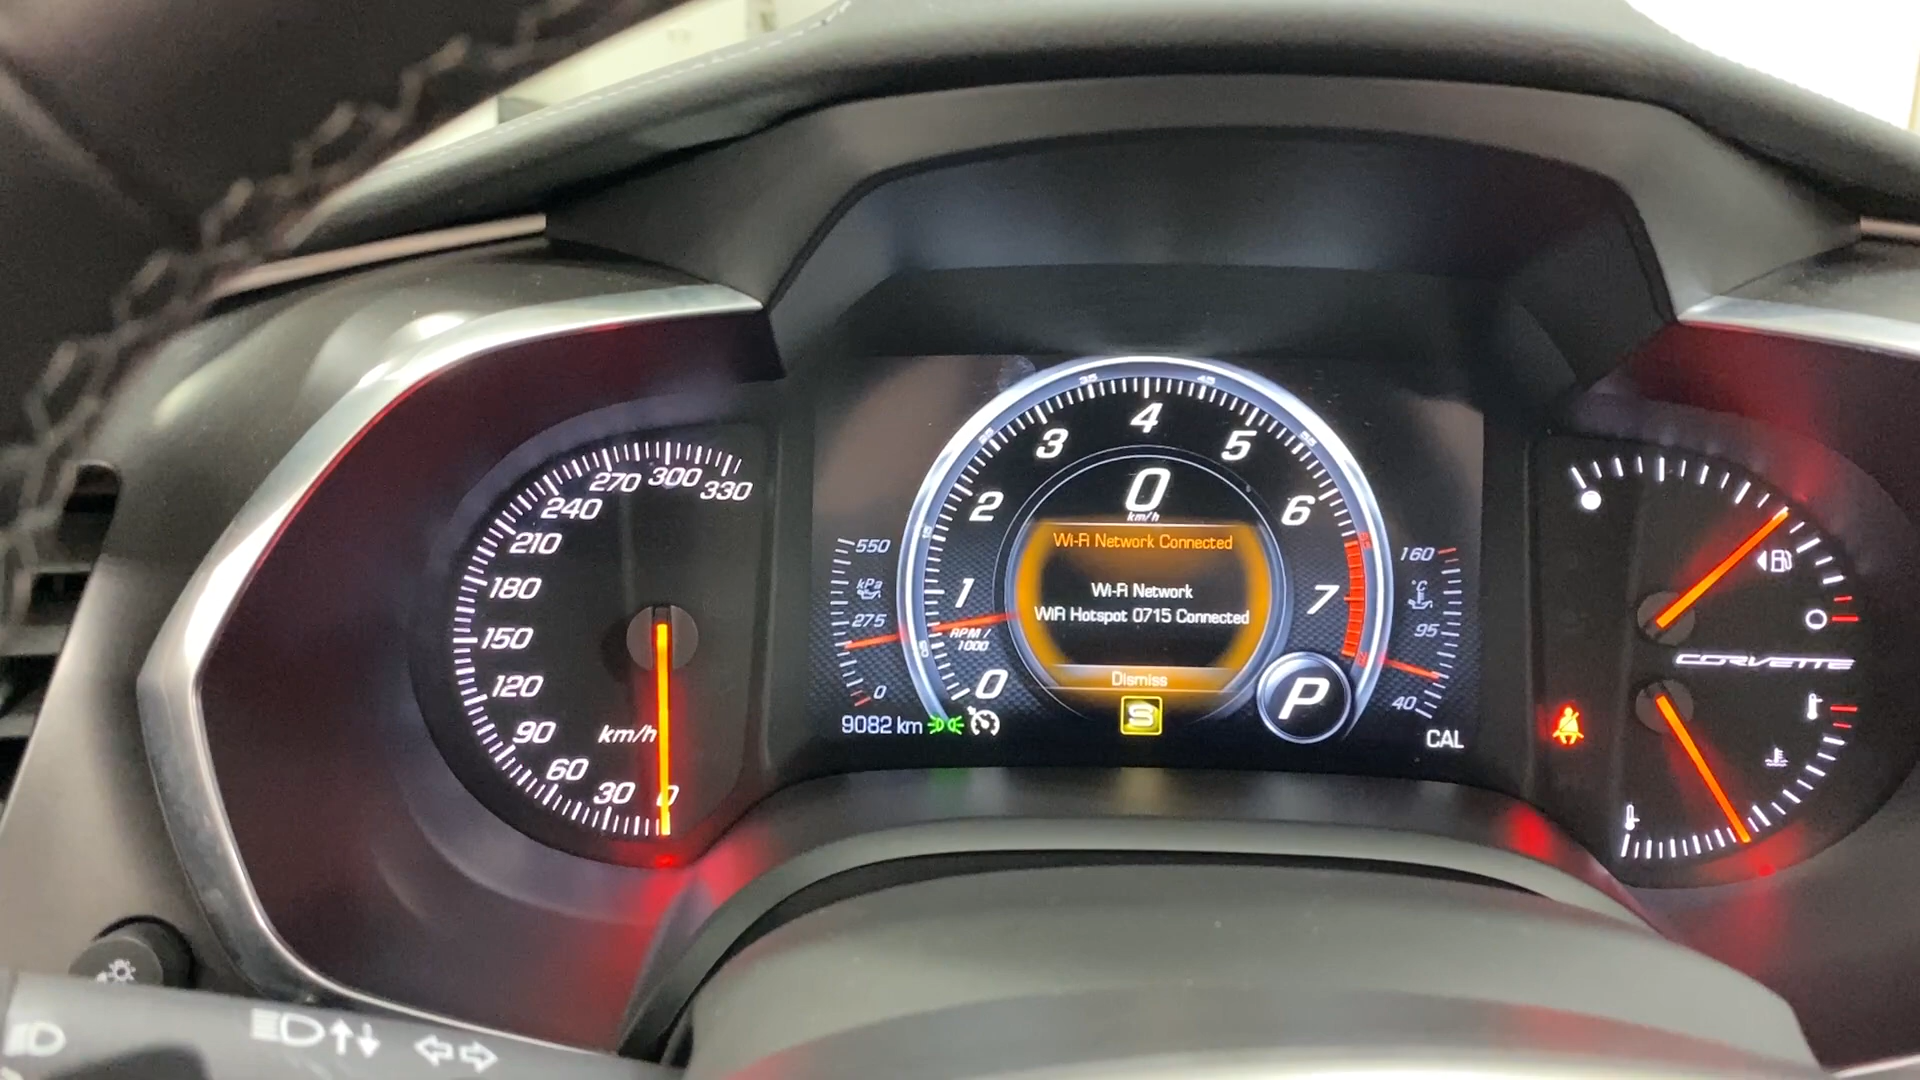 330
300
270
240
210
180
150
120
90
60
30
0
km/h
550
kPa
275
0
9082 km
0
1
2
3
4
5
6
7
RPM /
1000
0
km/h
Wi-Fi Network Connected
Wi-Fi Network
WiFi Hotspot 0715 Connected
Dismiss
S
P
160
°C
95
40
CAL
CORVETTE